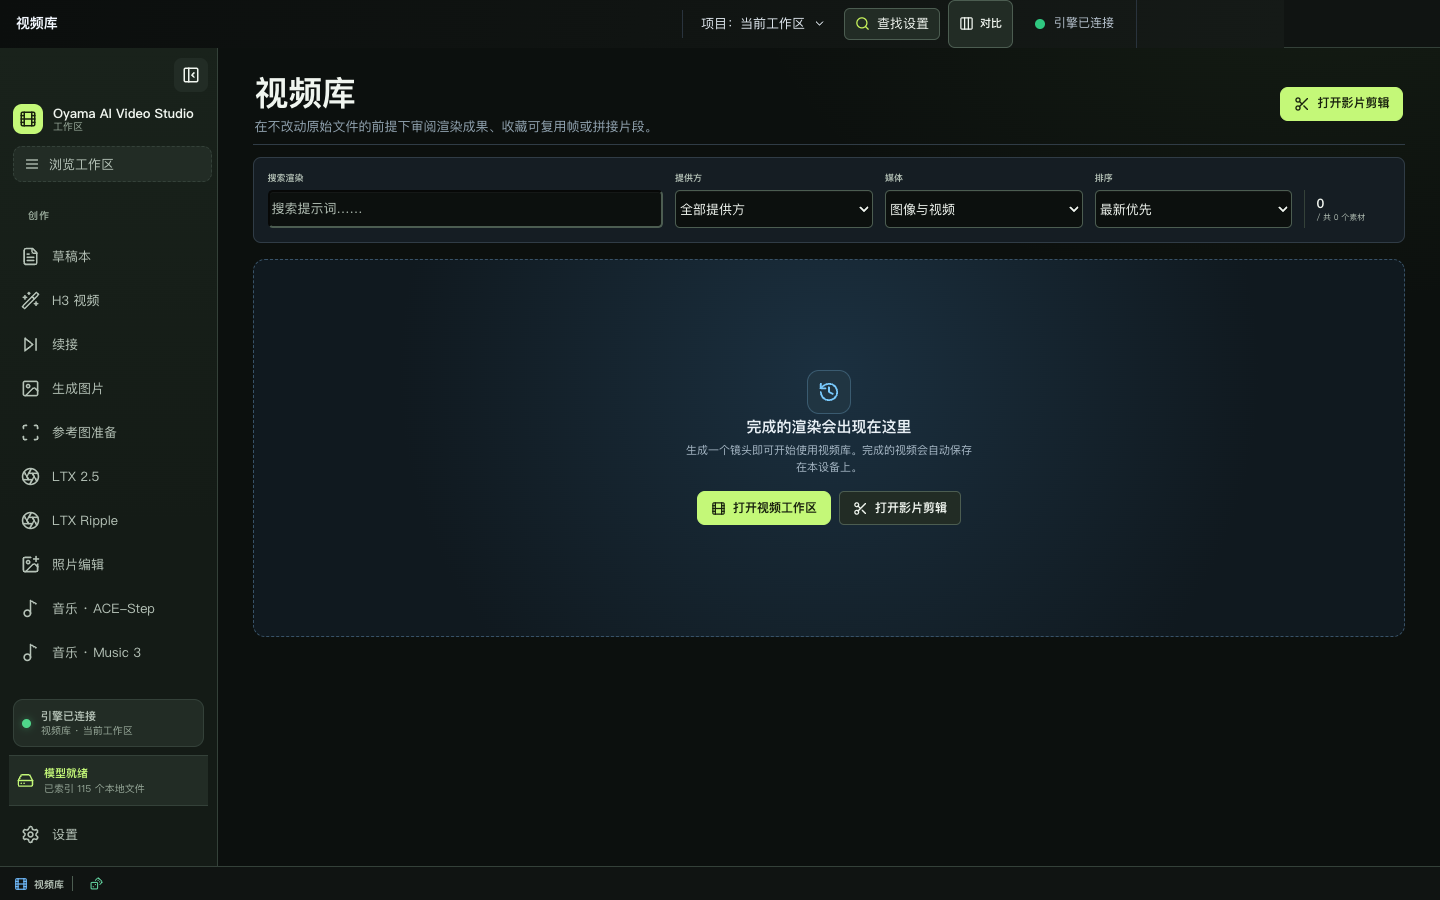 视频库
项目：当前工作区
查找设置
对比
引擎已连接
Oyama AI Video Studio
工作区
浏览工作区
创作
草稿本
H3 视频
续接
生成图片
参考图准备
LTX 2.5
LTX Ripple
照片编辑
音乐 · ACE-Step
音乐 · Music 3
引擎已连接
视频库 · 当前工作区
模型就绪
已索引 115 个本地文件
设置
视频库
在不改动原始文件的前提下审阅渲染成果、收藏可复用帧或拼接片段。
打开影片剪辑
搜索渲染
搜索提示词……
提供方
全部提供方
媒体
图像与视频
排序
最新优先
0
/ 共 0 个素材
完成的渲染会出现在这里
生成一个镜头即可开始使用视频库。完成的视频会自动保存
在本设备上。
打开视频工作区
打开影片剪辑
视频库